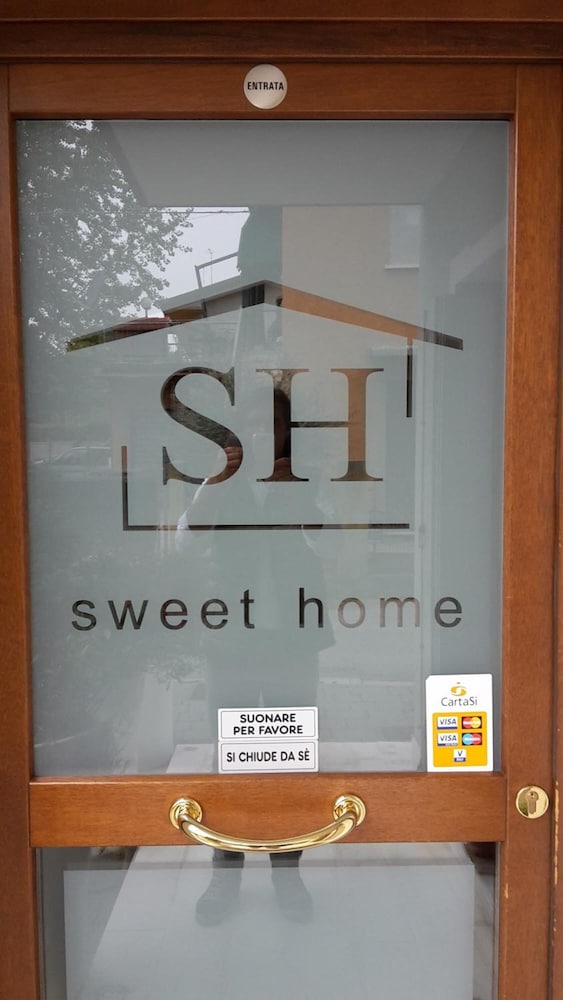 ENTRATA
SH
sweet home
SUONARE
PER FAVORE
SI CHIUDE DA SÈ
CartaSi
VISA
VISA
V